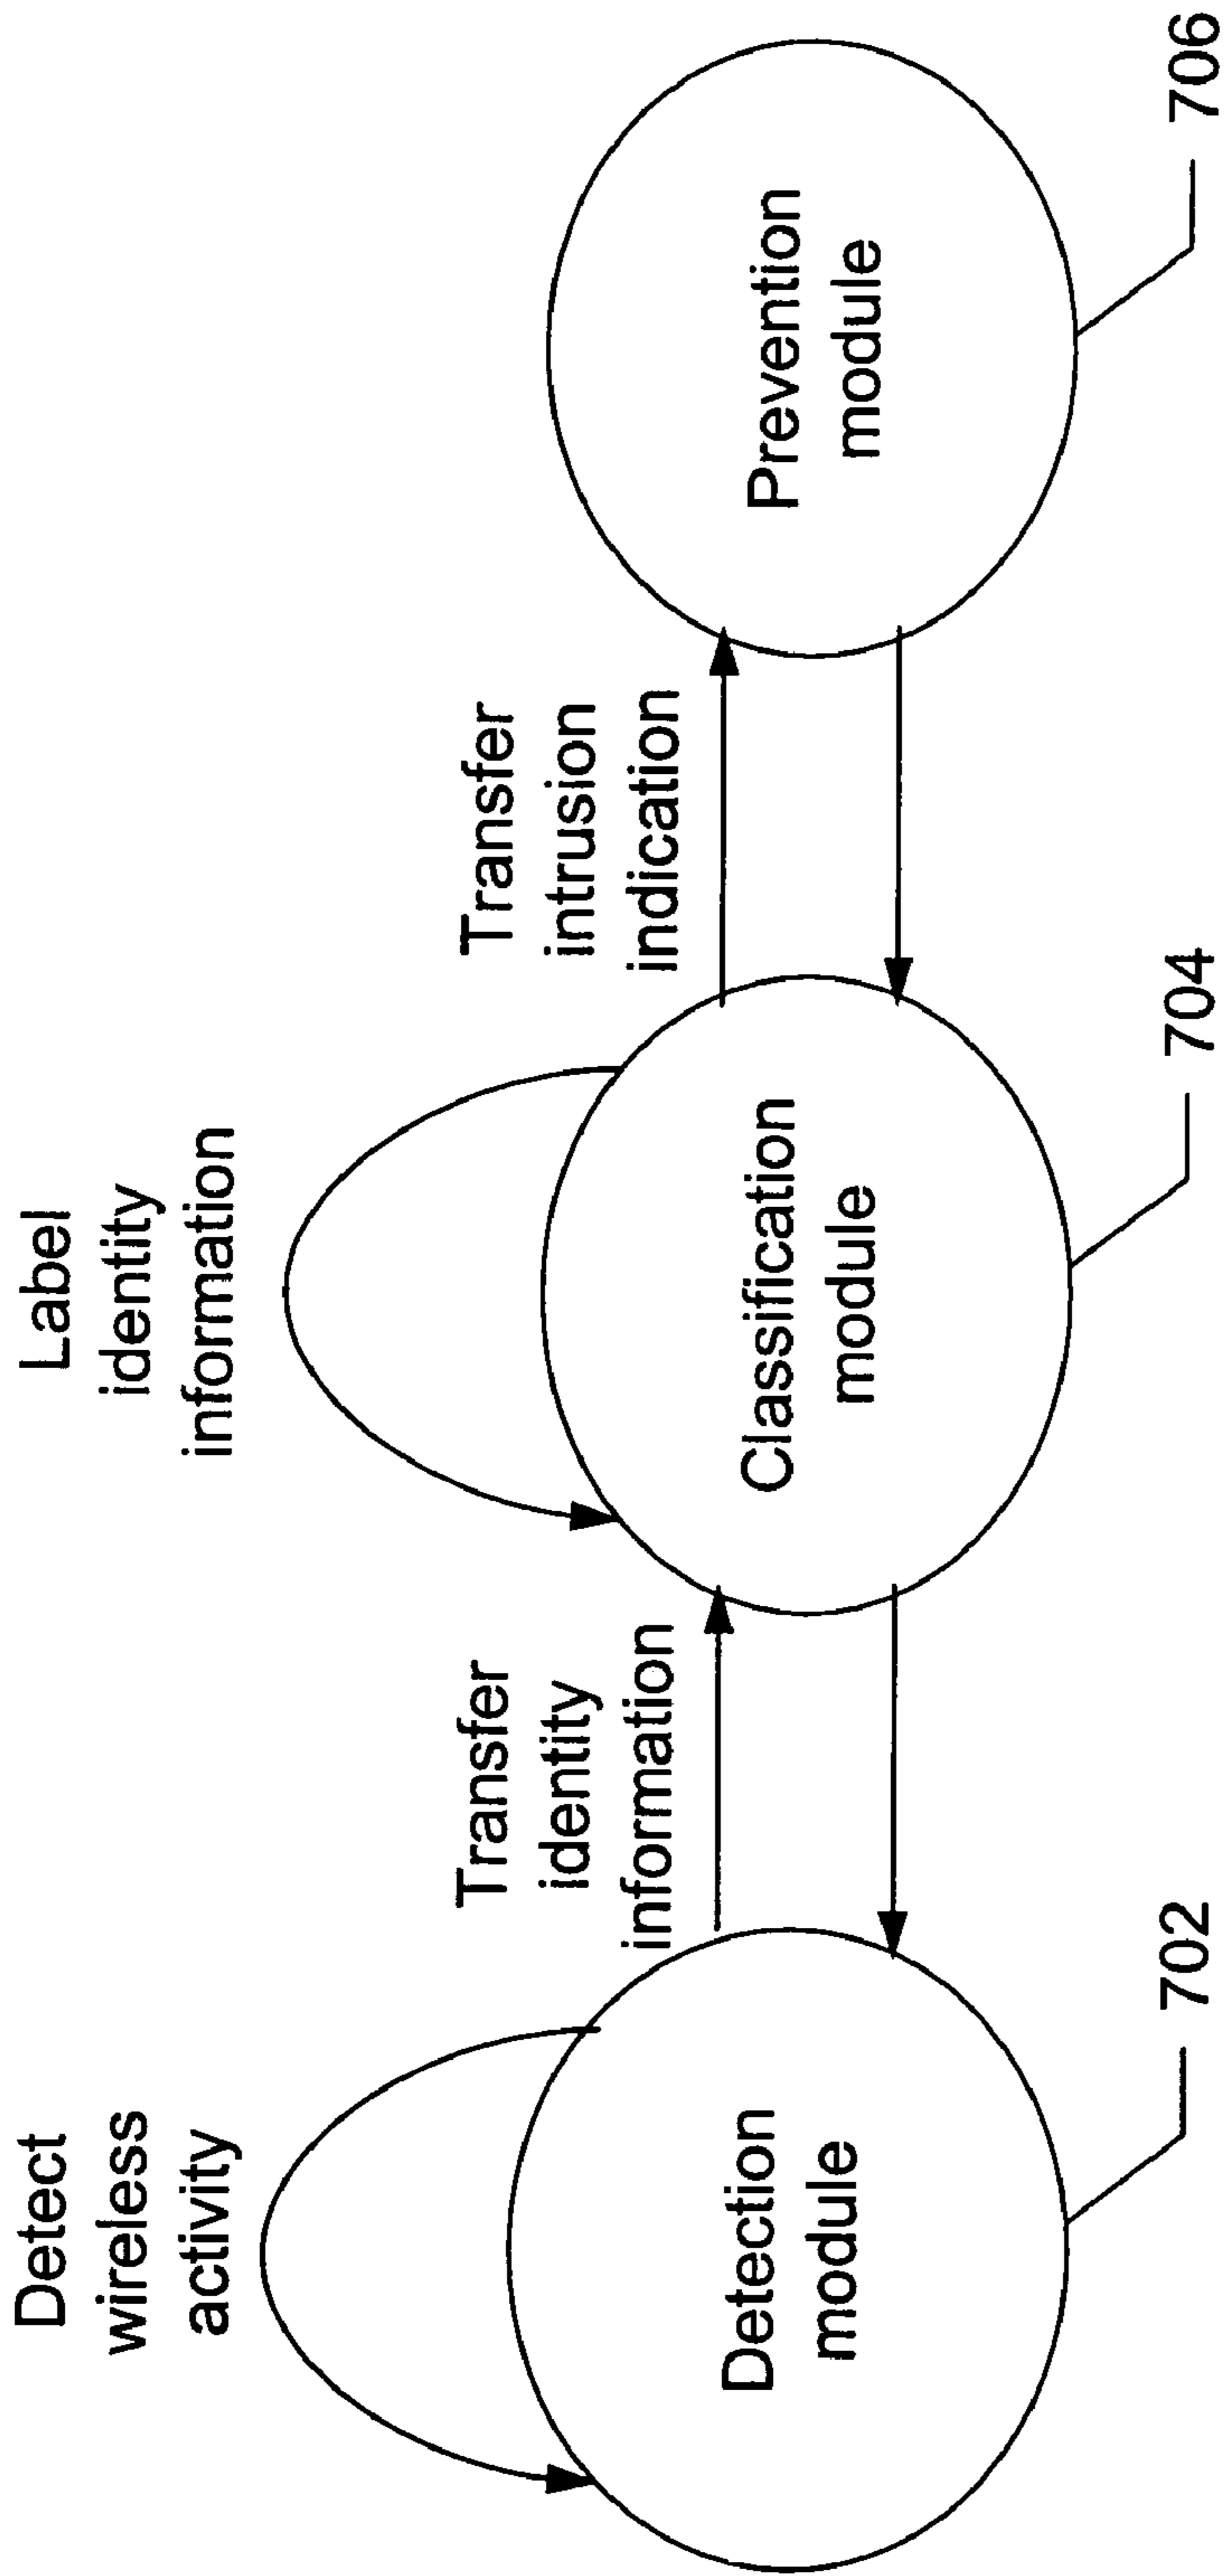 Detect
wireless
activity
Detection
module
702
Transfer
identity
information
Label
identity
information
Classification
module
704
Transfer
intrusion
indication
Prevention
module
706